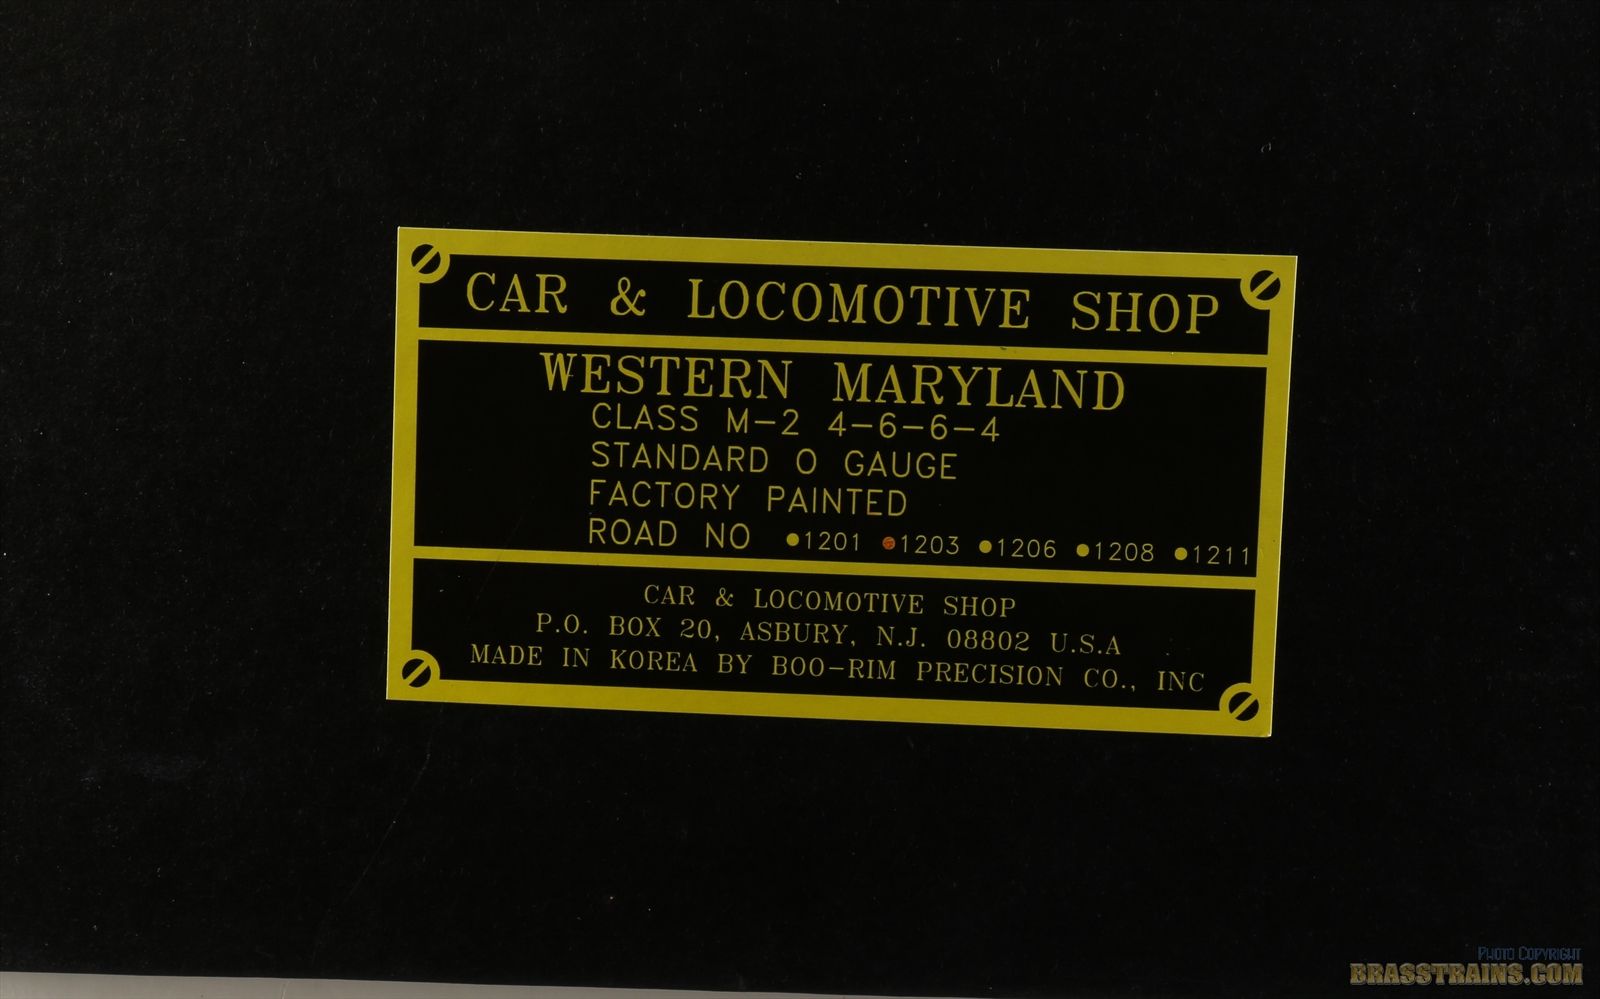 CAR & LOCOMOTIVE SHOP
WESTERN MARYLAND
CLASS M-2 4-6-6-4
STANDARD O GAUGE
FACTORY PAINTED
ROAD NO •1201 •1203 •1206 •1208 •1211
CAR & LOCOMOTIVE SHOP
P.O. BOX 20, ASBURY, N.J. 08802 U.S.A
MADE IN KOREA BY BOO-RIM PRECISION CO., INC
PHOTO COPYRIGHT
BRASSTRAINS.COM